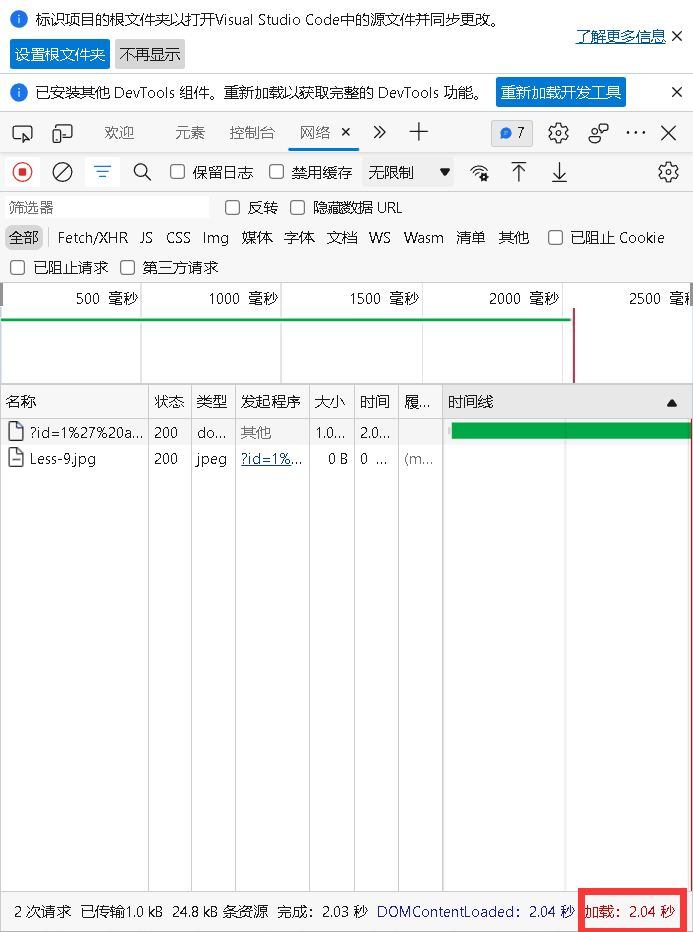 标识项目的根文件夹以打开Visual Studio Code中的源文件并同步更改。
了解更多信息
设置根文件夹 不再显示
已安装其他 DevTools 组件。重新加载以获取完整的 DevTools 功能。 重新加载开发工具
欢迎 元素 控制台 网络 7
保留日志 禁用缓存 无限制
筛选器 反转 隐藏数据 URL
全部 Fetch/XHR JS CSS Img 媒体 字体 文档 WS Wasm 清单 其他 已阻止 Cookie
已阻止请求 第三方请求
500 毫秒 1000 毫秒 1500 毫秒 2000 毫秒 2500 毫秒
名称 状态 类型 发起程序 大小 时间 履... 时间线
?id=1%27%20a... 200 do... 其他 1.0... 2.0...
Less-9.jpg 200 jpeg ?id=1%... 0 B 0 ... (m...
2 次请求 已传输1.0 kB 24.8 kB 条资源 完成：2.03 秒 DOMContentLoaded：2.04 秒 加载：2.04 秒